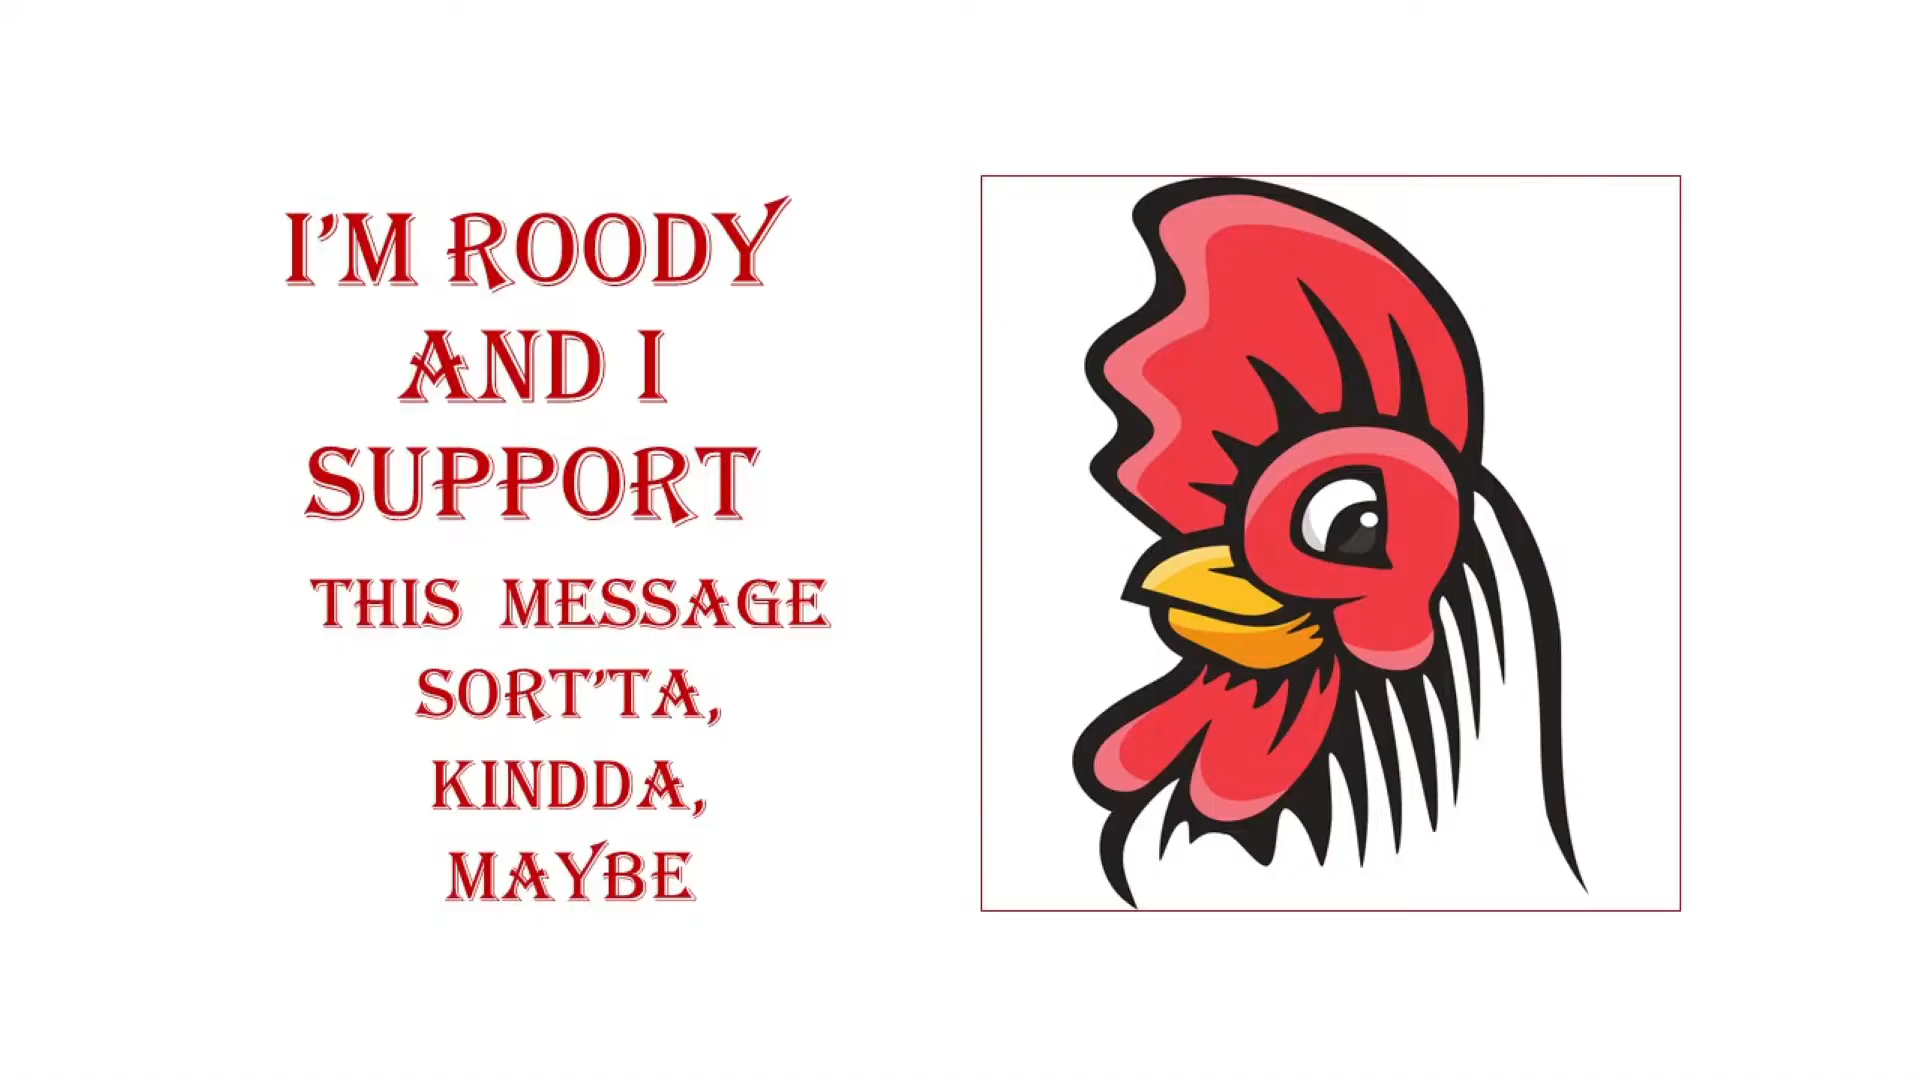 I'M ROODY
AND I
SUPPORT
THIS MESSAGE
SORT'TA,
KINDDA,
MAYBE